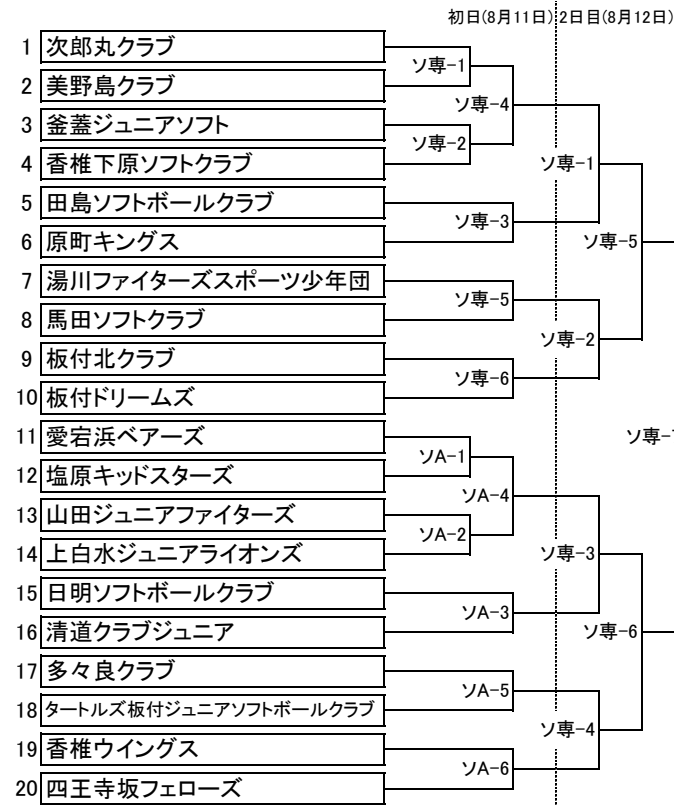 初日(8月11日) 2日目(8月12日)
1 次郎丸クラブ
ソ専-1
2 美野島クラブ
ソ専-4
3 釜蓋ジュニアソフト
ソ専-2
4 香椎下原ソフトクラブ
ソ専-1
5 田島ソフトボールクラブ
ソ専-3
6 原町キングス
ソ専-5
7 湯川ファイターズスポーツ少年団
ソ専-5
8 馬田ソフトクラブ
ソ専-2
9 板付北クラブ
ソ専-6
10 板付ドリームズ
11 愛宕浜ベアーズ
ソ専-7
ソA-1
12 塩原キッドスターズ
ソA-4
13 山田ジュニアファイターズ
ソA-2
14 上白水ジュニアライオンズ
ソ専-3
15 日明ソフトボールクラブ
ソA-3
16 清道クラブジュニア
ソ専-6
17 多々良クラブ
ソA-5
18 タートルズ板付ジュニアソフトボールクラブ
ソ専-4
19 香椎ウイングス
ソA-6
20 四王寺坂フェローズ